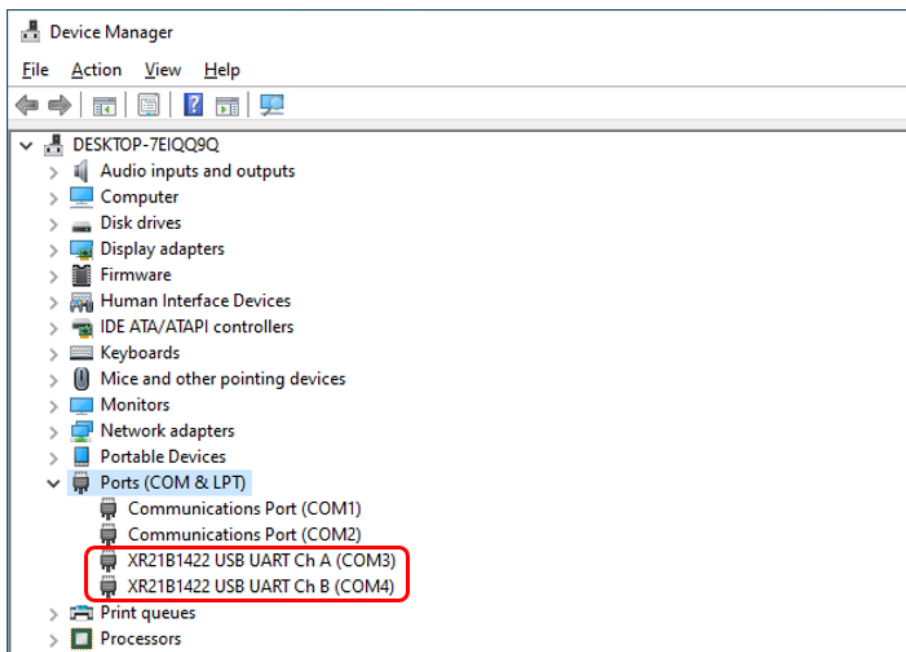 Device Manager
File Action View Help
?
DESKTOP-7EIQQ9Q
Audio inputs and outputs
Computer
Disk drives
Display adapters
Firmware
Human Interface Devices
IDE ATA/ATAPI controllers
Keyboards
Mice and other pointing devices
Monitors
Network adapters
Portable Devices
Ports (COM & LPT)
Communications Port (COM1)
Communications Port (COM2)
XR21B1422 USB UART Ch A (COM3)
XR21B1422 USB UART Ch B (COM4)
Print queues
Processors